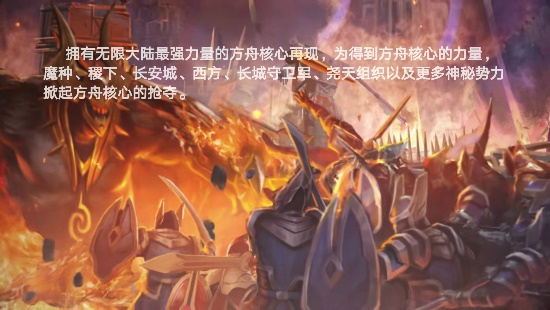 拥有无限大陆最强力量的方舟核心再现，为得到方舟核心的力量，
魔种、稷下、长安城、西方、长城守卫军、尧天组织以及更多神秘势力
掀起方舟核心的抢夺。